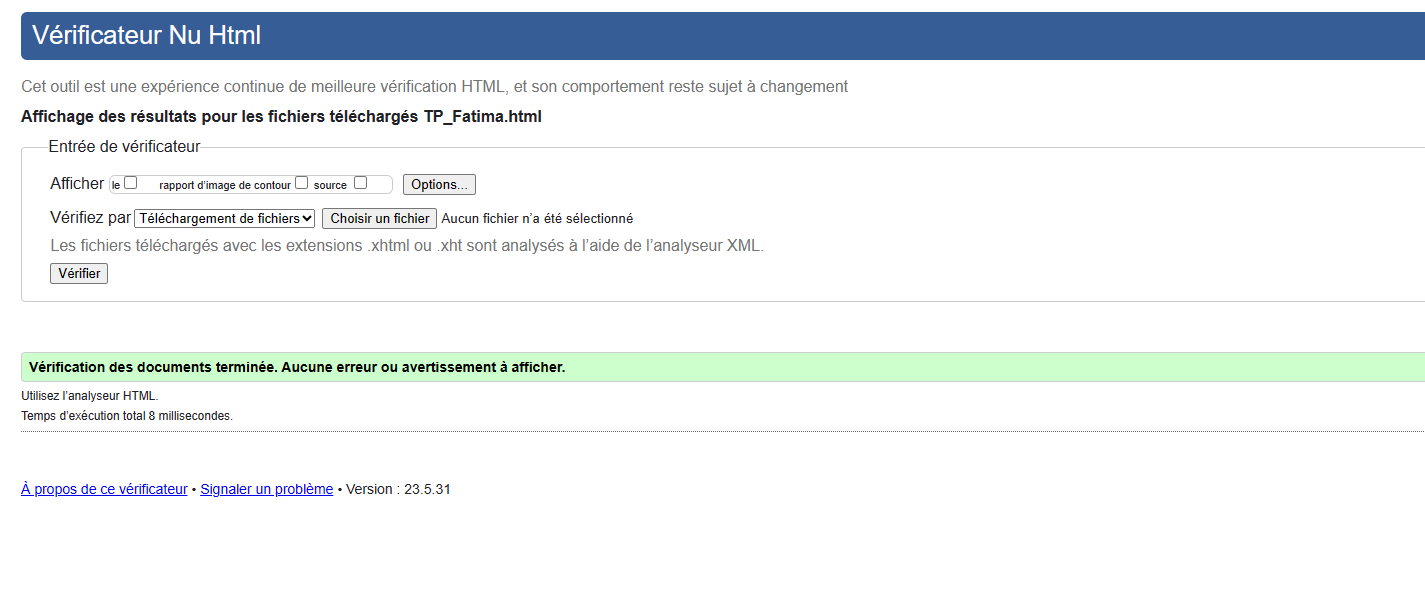 Vérificateur Nu Html
Cet outil est une expérience continue de meilleure vérification HTML, et son comportement reste sujet à changement
Affichage des résultats pour les fichiers téléchargés TP_Fatima.html
Entrée de vérificateur
Afficher le rapport d’image de contour source Options...
Vérifiez par Téléchargement de fichiers Choisir un fichier Aucun fichier n’a été sélectionné
Les fichiers téléchargés avec les extensions .xhtml ou .xht sont analysés à l’aide de l’analyseur XML.
Vérifier
Vérification des documents terminée. Aucune erreur ou avertissement à afficher.
Utilisez l’analyseur HTML.
Temps d’exécution total 8 millisecondes.
À propos de ce vérificateur • Signaler un problème • Version : 23.5.31